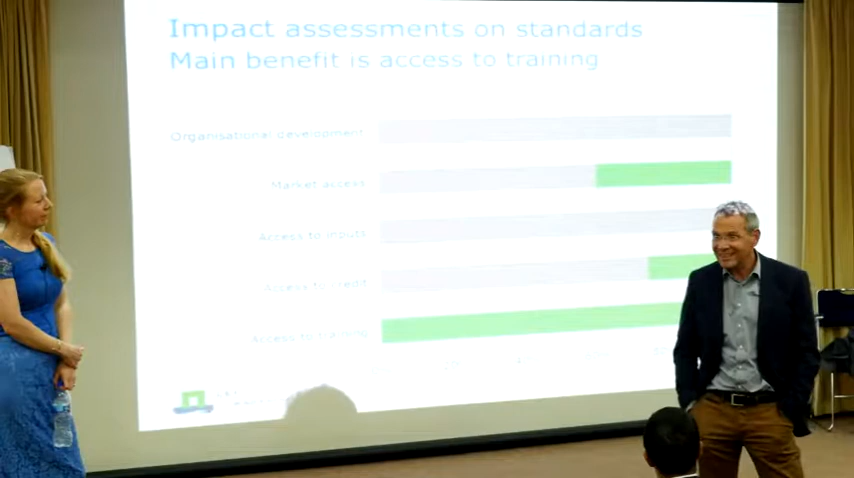 Impact assessments on standards
Main benefit is access to training
Organisational development
Market access
Access to inputs
Access to credit
Access to training